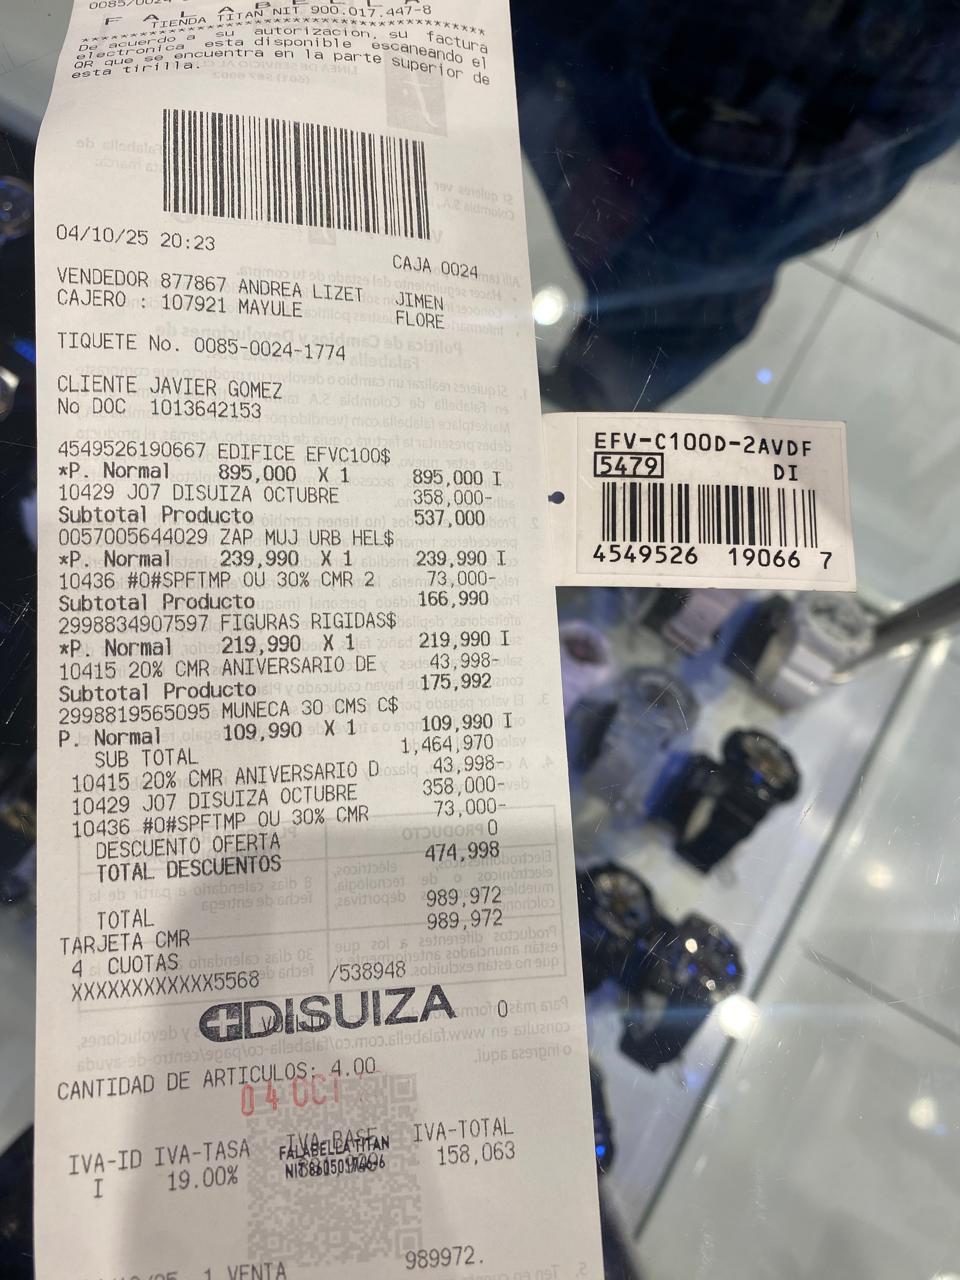 F A L A B E L L A
TIENDA TITAN NIT 900.017.447-8
De acuerdo a su autorizacion, su factura
electronica esta disponible escaneando el
QR que se encuentra en la parte superior de
esta tirilla.
04/10/25 20:23
CAJA 0024
VENDEDOR 877867 ANDREA LIZET JIMEN
CAJERO : 107921 MAYULE FLORE
TIQUETE No. 0085-0024-1774
CLIENTE JAVIER GOMEZ
No DOC 1013642153
4549526190667 EDIFICE EFVC100$
*P. Normal 895,000 X 1 895,000 I
10429 J07 DISUIZA OCTUBRE 358,000-
Subtotal Producto 537,000
0057005644029 ZAP MUJ URB HEL$
*P. Normal 239,990 X 1 239,990 I
10436 #0#SPFTMP OU 30% CMR 2 73,000-
Subtotal Producto 166,990
2998834907597 FIGURAS RIGIDAS$
*P. Normal 219,990 X 1 219,990 I
10415 20% CMR ANIVERSARIO DE 43,998-
Subtotal Producto 175,992
2998819565095 MUNECA 30 CMS C$
P. Normal 109,990 X 1 109,990 I
SUB TOTAL 1,464,970
10415 20% CMR ANIVERSARIO D 43,998-
10429 J07 DISUIZA OCTUBRE 358,000-
10436 #0#SPFTMP OU 30% CMR 73,000-
DESCUENTO OFERTA 0
TOTAL DESCUENTOS 474,998
TOTAL 989,972
TARJETA CMR 989,972
4 CUOTAS
XXXXXXXXXXXX5568 /538948
DISUIZA 0
CANTIDAD DE ARTICULOS: 4.00
04 OCT
IVA-ID IVA-TASA IVA-BASE IVA-TOTAL
I 19.00% 158,063
FALABELLA TITAN
1 VENTA 989972.
EFV-C100D-2AVDF
5479 DI
4549526 19066 7